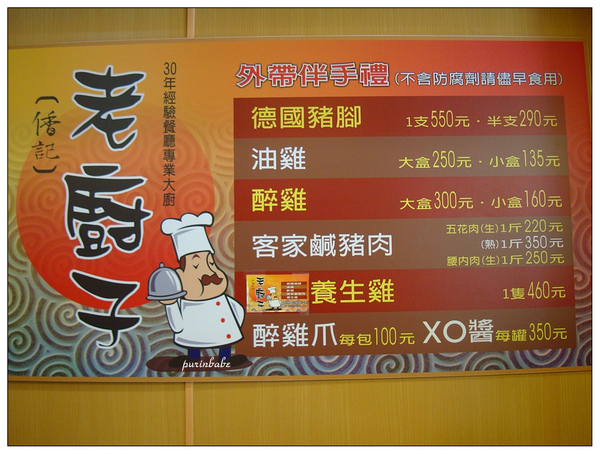 老廚子
(偆記)
30年經驗餐廳專業大廚
外帶伴手禮(不含防腐劑請儘早食用)
德國豬腳 1支550元·半支290元
油雞 大盒250元·小盒135元
醉雞 大盒300元·小盒160元
客家鹹豬肉 五花肉(生)1斤220元
(熟)1斤350元
腰內肉(生)1斤250元
養生雞 1隻460元
醉雞爪每包100元 XO醬每罐350元
老廚子
purinbabe